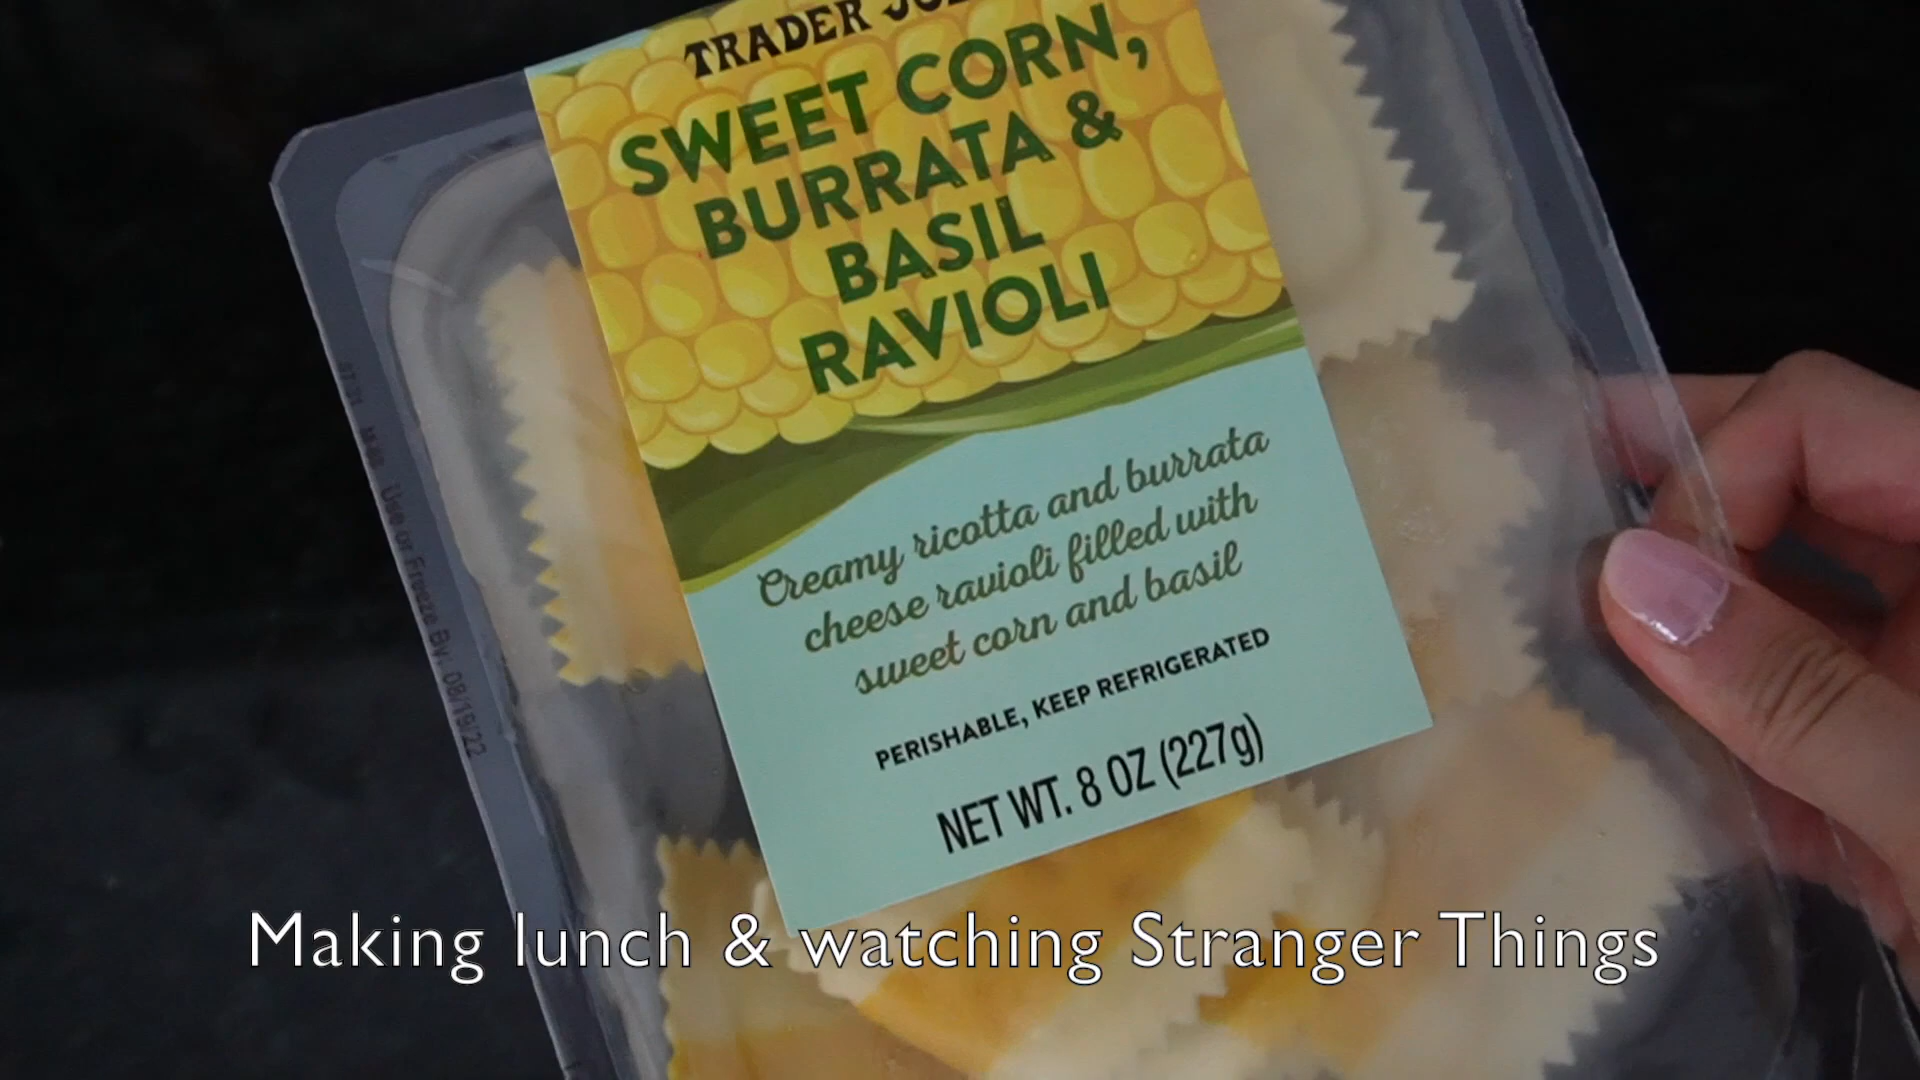 TRADER JOE'S
SWEET CORN,
BURRATA &
BASIL
RAVIOLI
Creamy ricotta and burrata
cheese ravioli filled with
sweet corn and basil
PERISHABLE, KEEP REFRIGERATED
NET WT. 8 OZ (227g)
Use or Freeze By: 08/19/22
Making lunch & watching Stranger Things